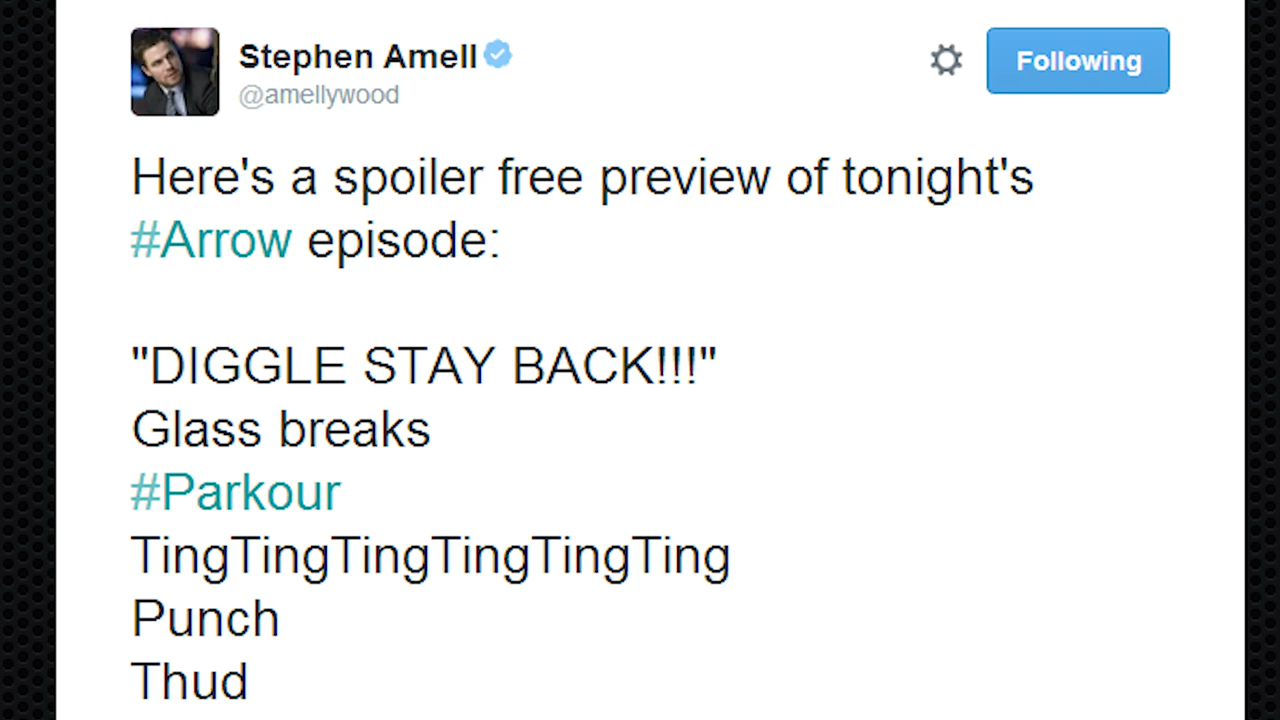 Stephen Amell
@amellywood
Following
Here's a spoiler free preview of tonight's
#Arrow episode:
"DIGGLE STAY BACK!!!"
Glass breaks
#Parkour
TingTingTingTingTingTing
Punch
Thud